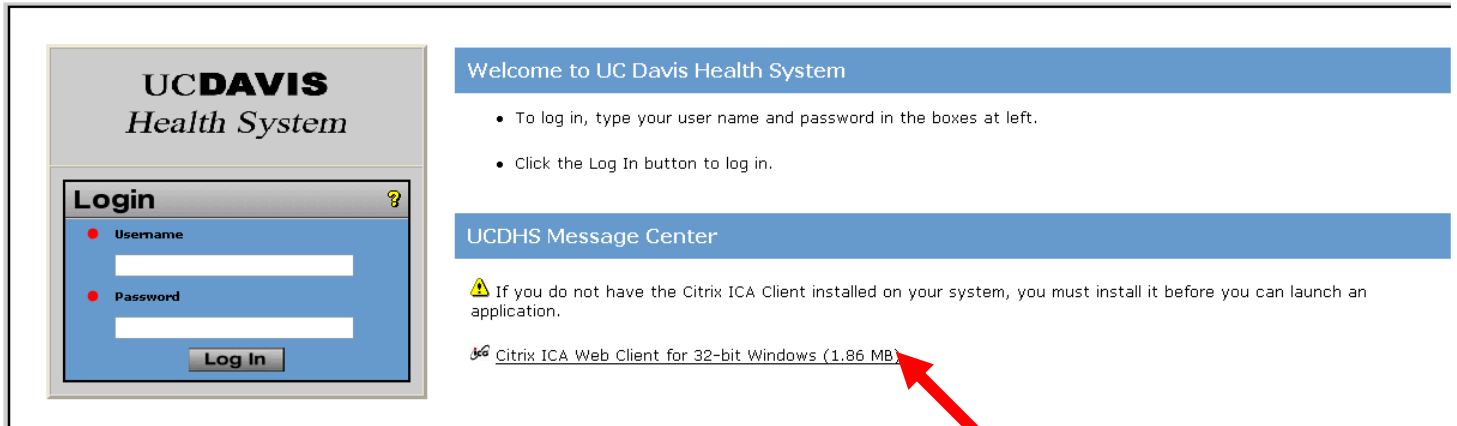 UCDAVIS
Health System
Login ?
Username
Password
Log In
Welcome to UC Davis Health System
• To log in, type your user name and password in the boxes at left.
• Click the Log In button to log in.
UCDHS Message Center
If you do not have the Citrix ICA Client installed on your system, you must install it before you can launch an
application.
ica Citrix ICA Web Client for 32-bit Windows (1.86 MB)